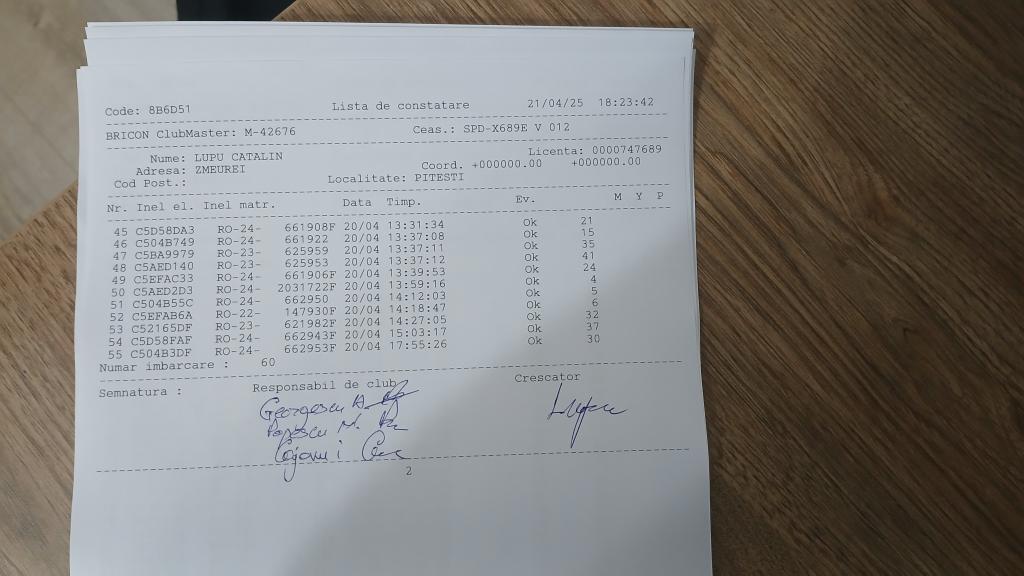 Code: 8B6D51 Lista de constatare 21/04/25 18:23:42
BRICON ClubMaster: M-42676 Ceas.: SPD-X689E V 012
Nume: LUPU CATALIN Licenta: 0000747689
Adresa: ZMEUREI Coord. +000000.00 +000000.00
Cod Post.: Localitate: PITESTI
Nr. Inel el. Inel matr. Data Timp. Ev. M Y P
45 C5D58DA3 RO-24- 661908F 20/04 13:31:34 Ok 21
46 C504B749 RO-24- 661922 20/04 13:37:08 Ok 15
47 C5BA9979 RO-23- 625959 20/04 13:37:11 Ok 35
48 C5AED140 RO-23- 625953 20/04 13:37:12 Ok 41
49 C5EFAC33 RO-24- 661906F 20/04 13:39:53 Ok 24
50 C5AED2D3 RO-24- 2031722F 20/04 13:59:16 Ok 4
51 C504B55C RO-24- 662950 20/04 14:12:03 Ok 5
52 C5EFAB6A RO-22- 147930F 20/04 14:18:47 Ok 6
53 C52165DF RO-23- 621982F 20/04 14:27:05 Ok 32
54 C5D58FAF RO-24- 662943F 20/04 15:03:17 Ok 37
55 C504B3DF RO-24- 662953F 20/04 17:55:26 Ok 30
Numar imbarcare : 60
Semnatura : Responsabil de club Crescator
Georgescu A.
Popescu M.
2